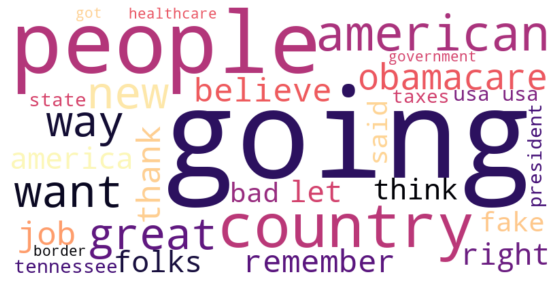 got healthcare
people
american
government
new
believe
obamacare
state
taxes
usa usa
way
going
said
president
america
thank
want
bad
let
think
job
great
country
fake
border
folks
remember
right
tennessee